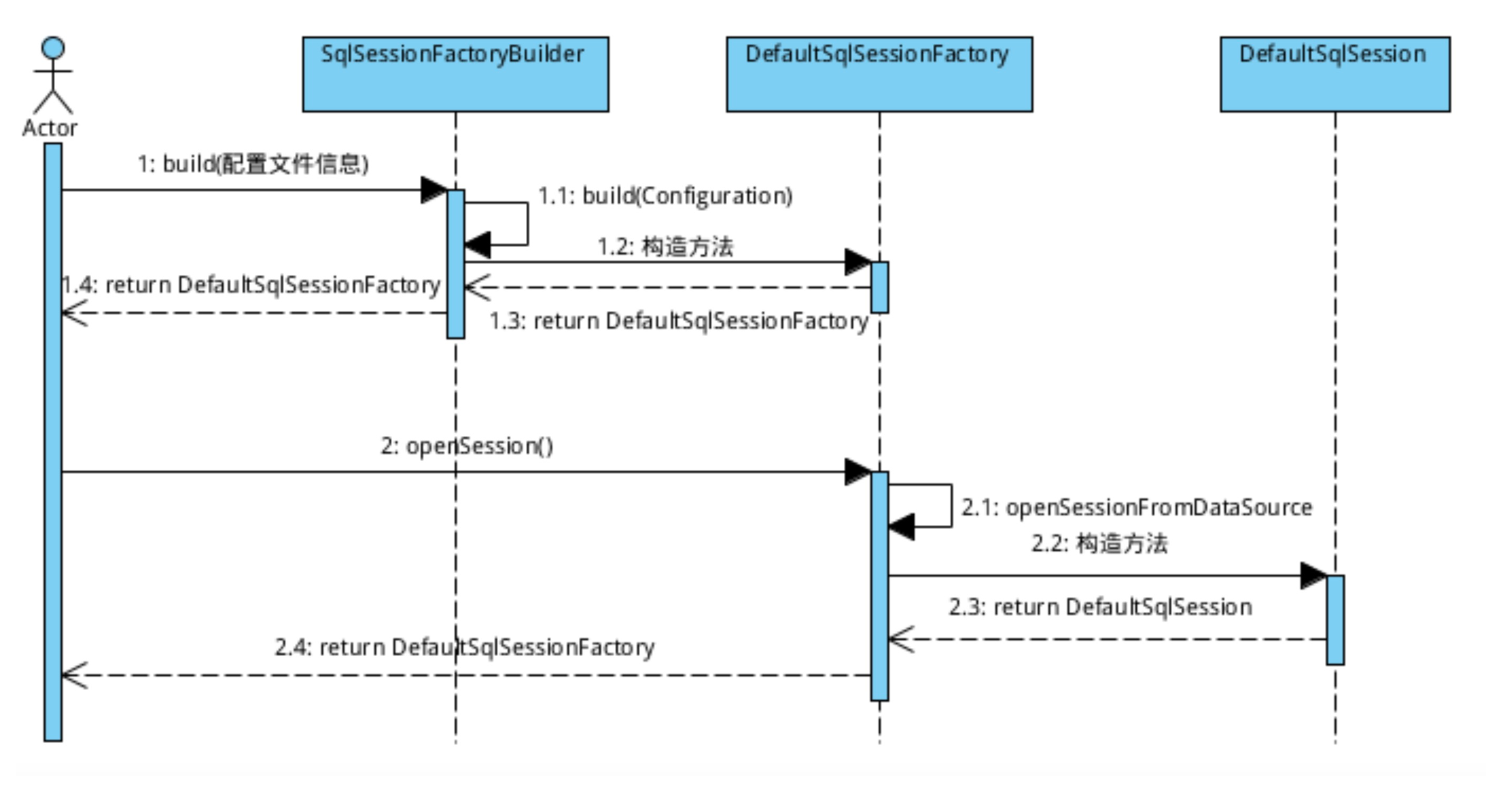 SqlSessionFactoryBuilder
DefaultSqlSessionFactory
DefaultSqlSession
Actor
1: build(配置文件信息)
1.1: build(Configuration)
1.2: 构造方法
1.4: return DefaultSqlSessionFactory
1.3: return DefaultSqlSessionFactory
2: openSession()
2.1: openSessionFromDataSource
2.2: 构造方法
2.3: return DefaultSqlSession
2.4: return DefaultSqlSessionFactory